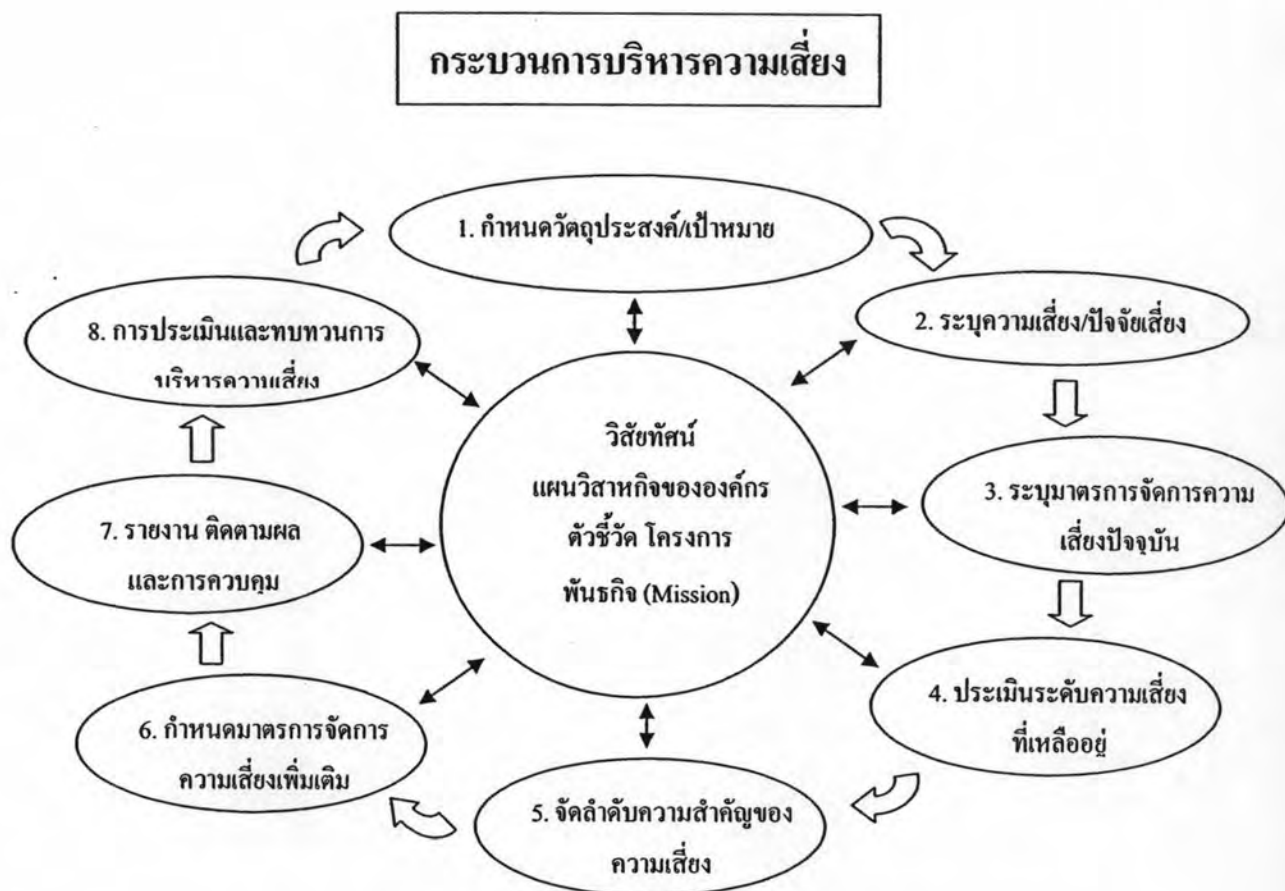 กระบวนการบริหารความเสี่ยง
1. กำหนดวัตถุประสงค์/เป้าหมาย
2. ระบุความเสี่ยง/ปัจจัยเสี่ยง
3. ระบุมาตรการจัดการความ
เสี่ยงปัจจุบัน
4. ประเมินระดับความเสี่ยง
ที่เหลืออยู่
5. จัดลำดับความสำคัญของ
ความเสี่ยง
6. กำหนดมาตรการจัดการ
ความเสี่ยงเพิ่มเติม
7. รายงาน ติดตามผล
และการควบคุม
8. การประเมินและทบทวนการ
บริหารความเสี่ยง
วิสัยทัศน์
แผนวิสาหกิจขององค์กร
ตัวชี้วัด โครงการ
พันธกิจ (Mission)